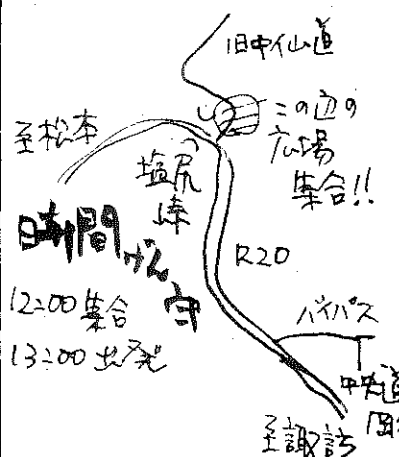 旧中仙道
この辺の
広場
集合!!
至松本
塩尻
峠
時間げん守
R20
12:00集合
13:00出発
バイパス
中央道
至諏訪